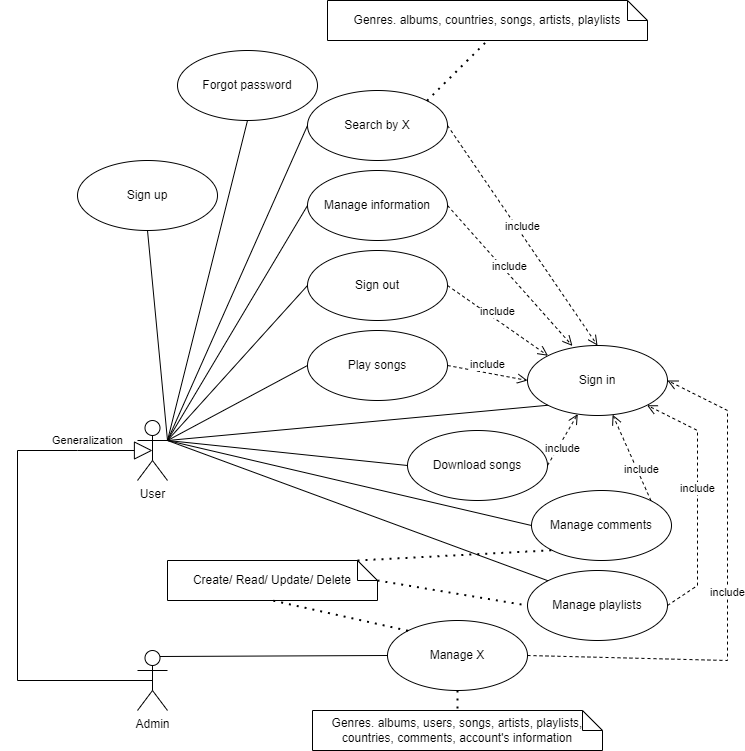 Genres. albums, countries, songs, artists, playlists
Forgot password
Search by X
Sign up
Manage information
include
include
Sign out
include
Play songs
include
Sign in
Generalization
User
Download songs
include
include
include
Manage comments
Create/ Read/ Update/ Delete
include
Manage playlists
Manage X
Admin
Genres. albums, users, songs, artists, playlists,
countries, comments, account's information